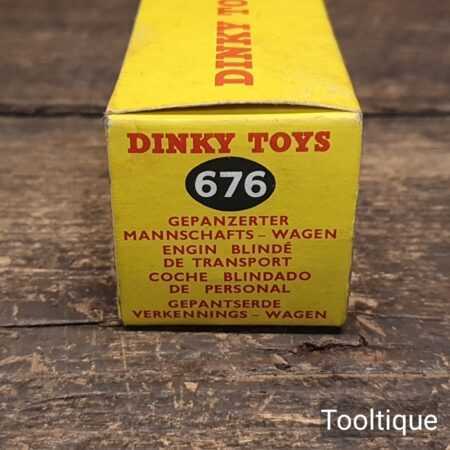 DINKY TO
DINKY TOYS
676
GEPANZERTER
MANNSCHAFTS - WAGEN
ENGIN BLINDÉ
DE TRANSPORT
COCHE BLINDADO
DE PERSONAL
GEPANTSERDE
VERKENNINGS - WAGEN
Tooltique